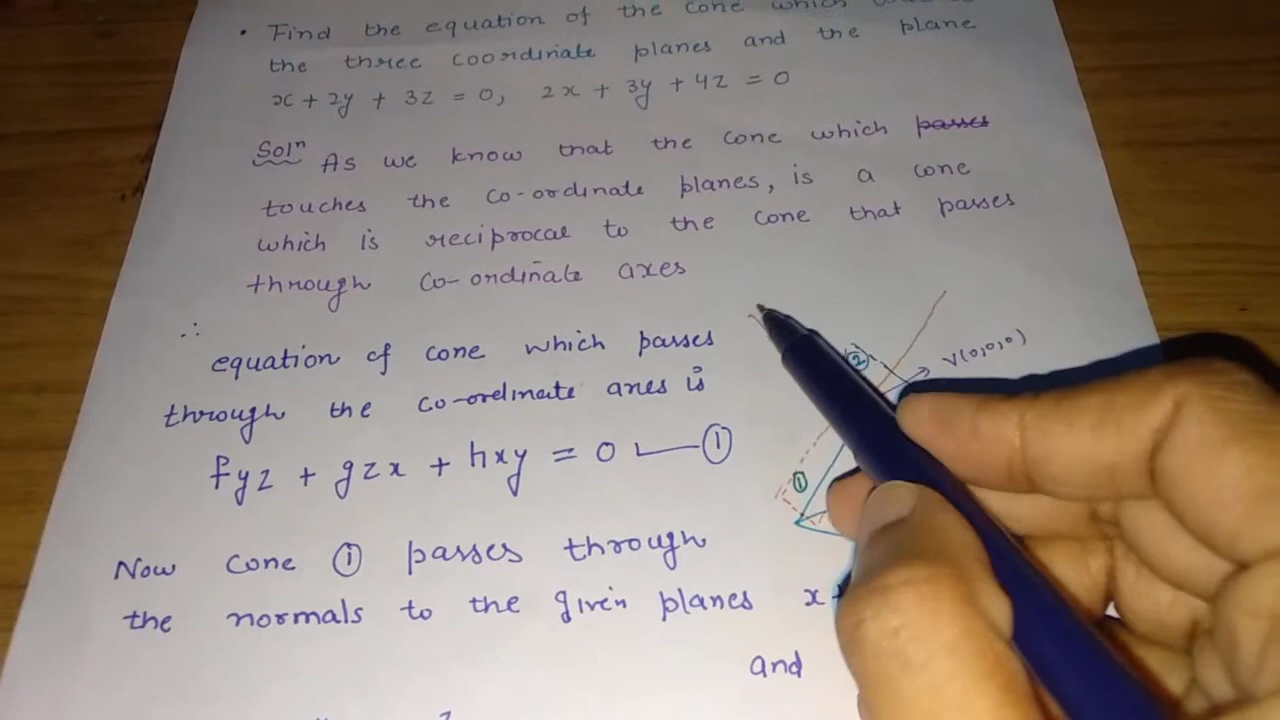 • Find the equation of the cone which
the three coordinate planes and the plane
x + 2y + 3z = 0, 2x + 3y + 4z = 0
Soln As we know that the cone which passes
touches the co-ordinate planes, is a cone
which is reciprocal to the cone that passes
through co-ordinate axes
∴
equation of cone which passes
through the co-ordinate axes is
fyz + gzx + hxy = 0 — ①
② V(0,0,0)
①
Now cone ① passes through
the normals to the given planes x+
and